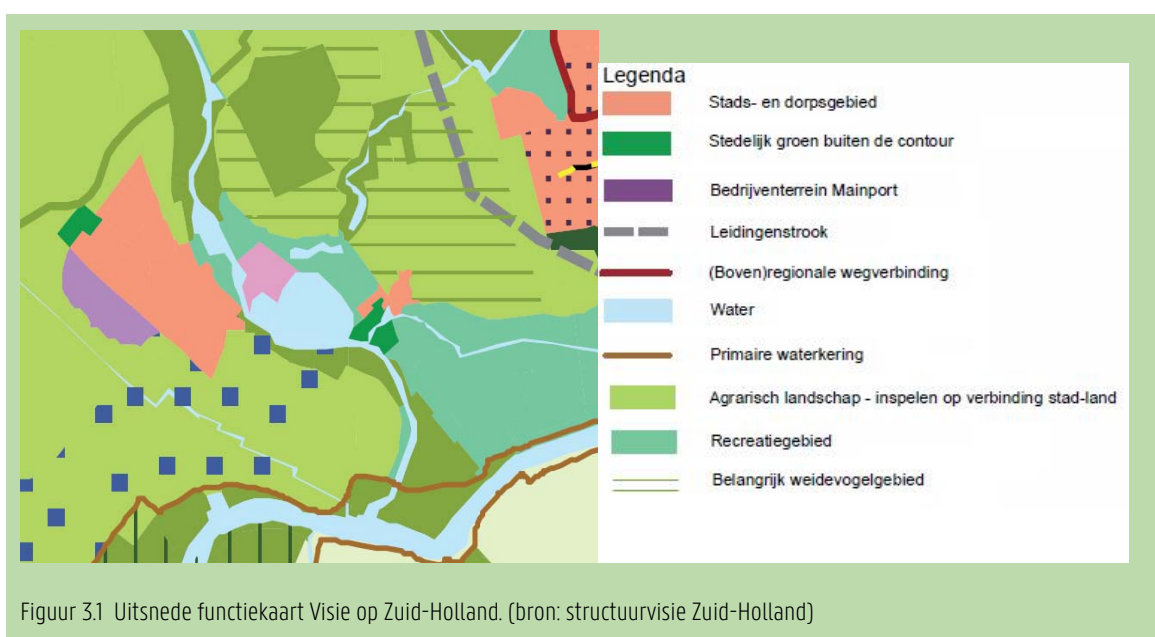 Legenda
Stads- en dorpsgebied
Stedelijk groen buiten de contour
Bedrijventerrein Mainport
Leidingenstrook
(Boven)regionale wegverbinding
Water
Primaire waterkering
Agrarisch landschap - inspelen op verbinding stad-land
Recreatiegebied
Belangrijk weidevogelgebied
Figuur 3.1 Uitsnede functiekaart Visie op Zuid-Holland. (bron: structuurvisie Zuid-Holland)